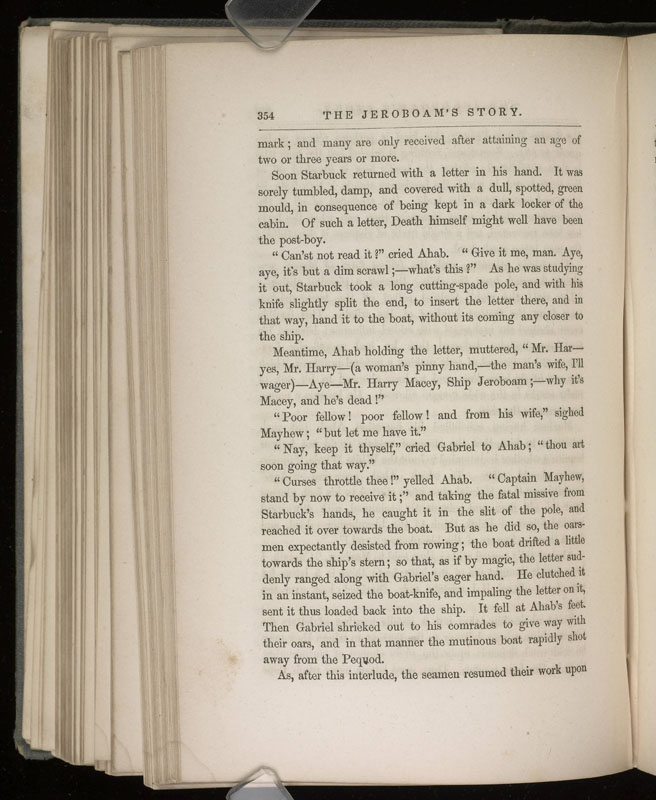 354 THE JEROBOAM'S STORY.
mark; and many are only received after attaining an age of
two or three years or more.
Soon Starbuck returned with a letter in his hand. It was
sorely tumbled, damp, and covered with a dull, spotted, green
mould, in consequence of being kept in a dark locker of the
cabin. Of such a letter, Death himself might well have been
the post-boy.
"Can'st not read it?" cried Ahab. "Give it me, man. Aye,
aye, it's but a dim scrawl;—what's this?" As he was studying
it out, Starbuck took a long cutting-spade pole, and with his
knife slightly split the end, to insert the letter there, and in
that way, hand it to the boat, without its coming any closer to
the ship.
Meantime, Ahab holding the letter, muttered, "Mr. Har—
yes, Mr. Harry—(a woman's pinny hand,—the man's wife, I'll
wager)—Aye—Mr. Harry Macey, Ship Jeroboam;—why it's
Macey, and he's dead!"
"Poor fellow! poor fellow! and from his wife," sighed
Mayhew; "but let me have it."
"Nay, keep it thyself," cried Gabriel to Ahab; "thou art
soon going that way."
"Curses throttle thee!" yelled Ahab. "Captain Mayhew,
stand by now to receive it;" and taking the fatal missive from
Starbuck's hands, he caught it in the slit of the pole, and
reached it over towards the boat. But as he did so, the oars-
men expectantly desisted from rowing; the boat drifted a little
towards the ship's stern; so that, as if by magic, the letter sud-
denly ranged along with Gabriel's eager hand. He clutched it
in an instant, seized the boat-knife, and impaling the letter on it,
sent it thus loaded back into the ship. It fell at Ahab's feet.
Then Gabriel shrieked out to his comrades to give way with
their oars, and in that manner the mutinous boat rapidly shot
away from the Pequod.
As, after this interlude, the seamen resumed their work upon